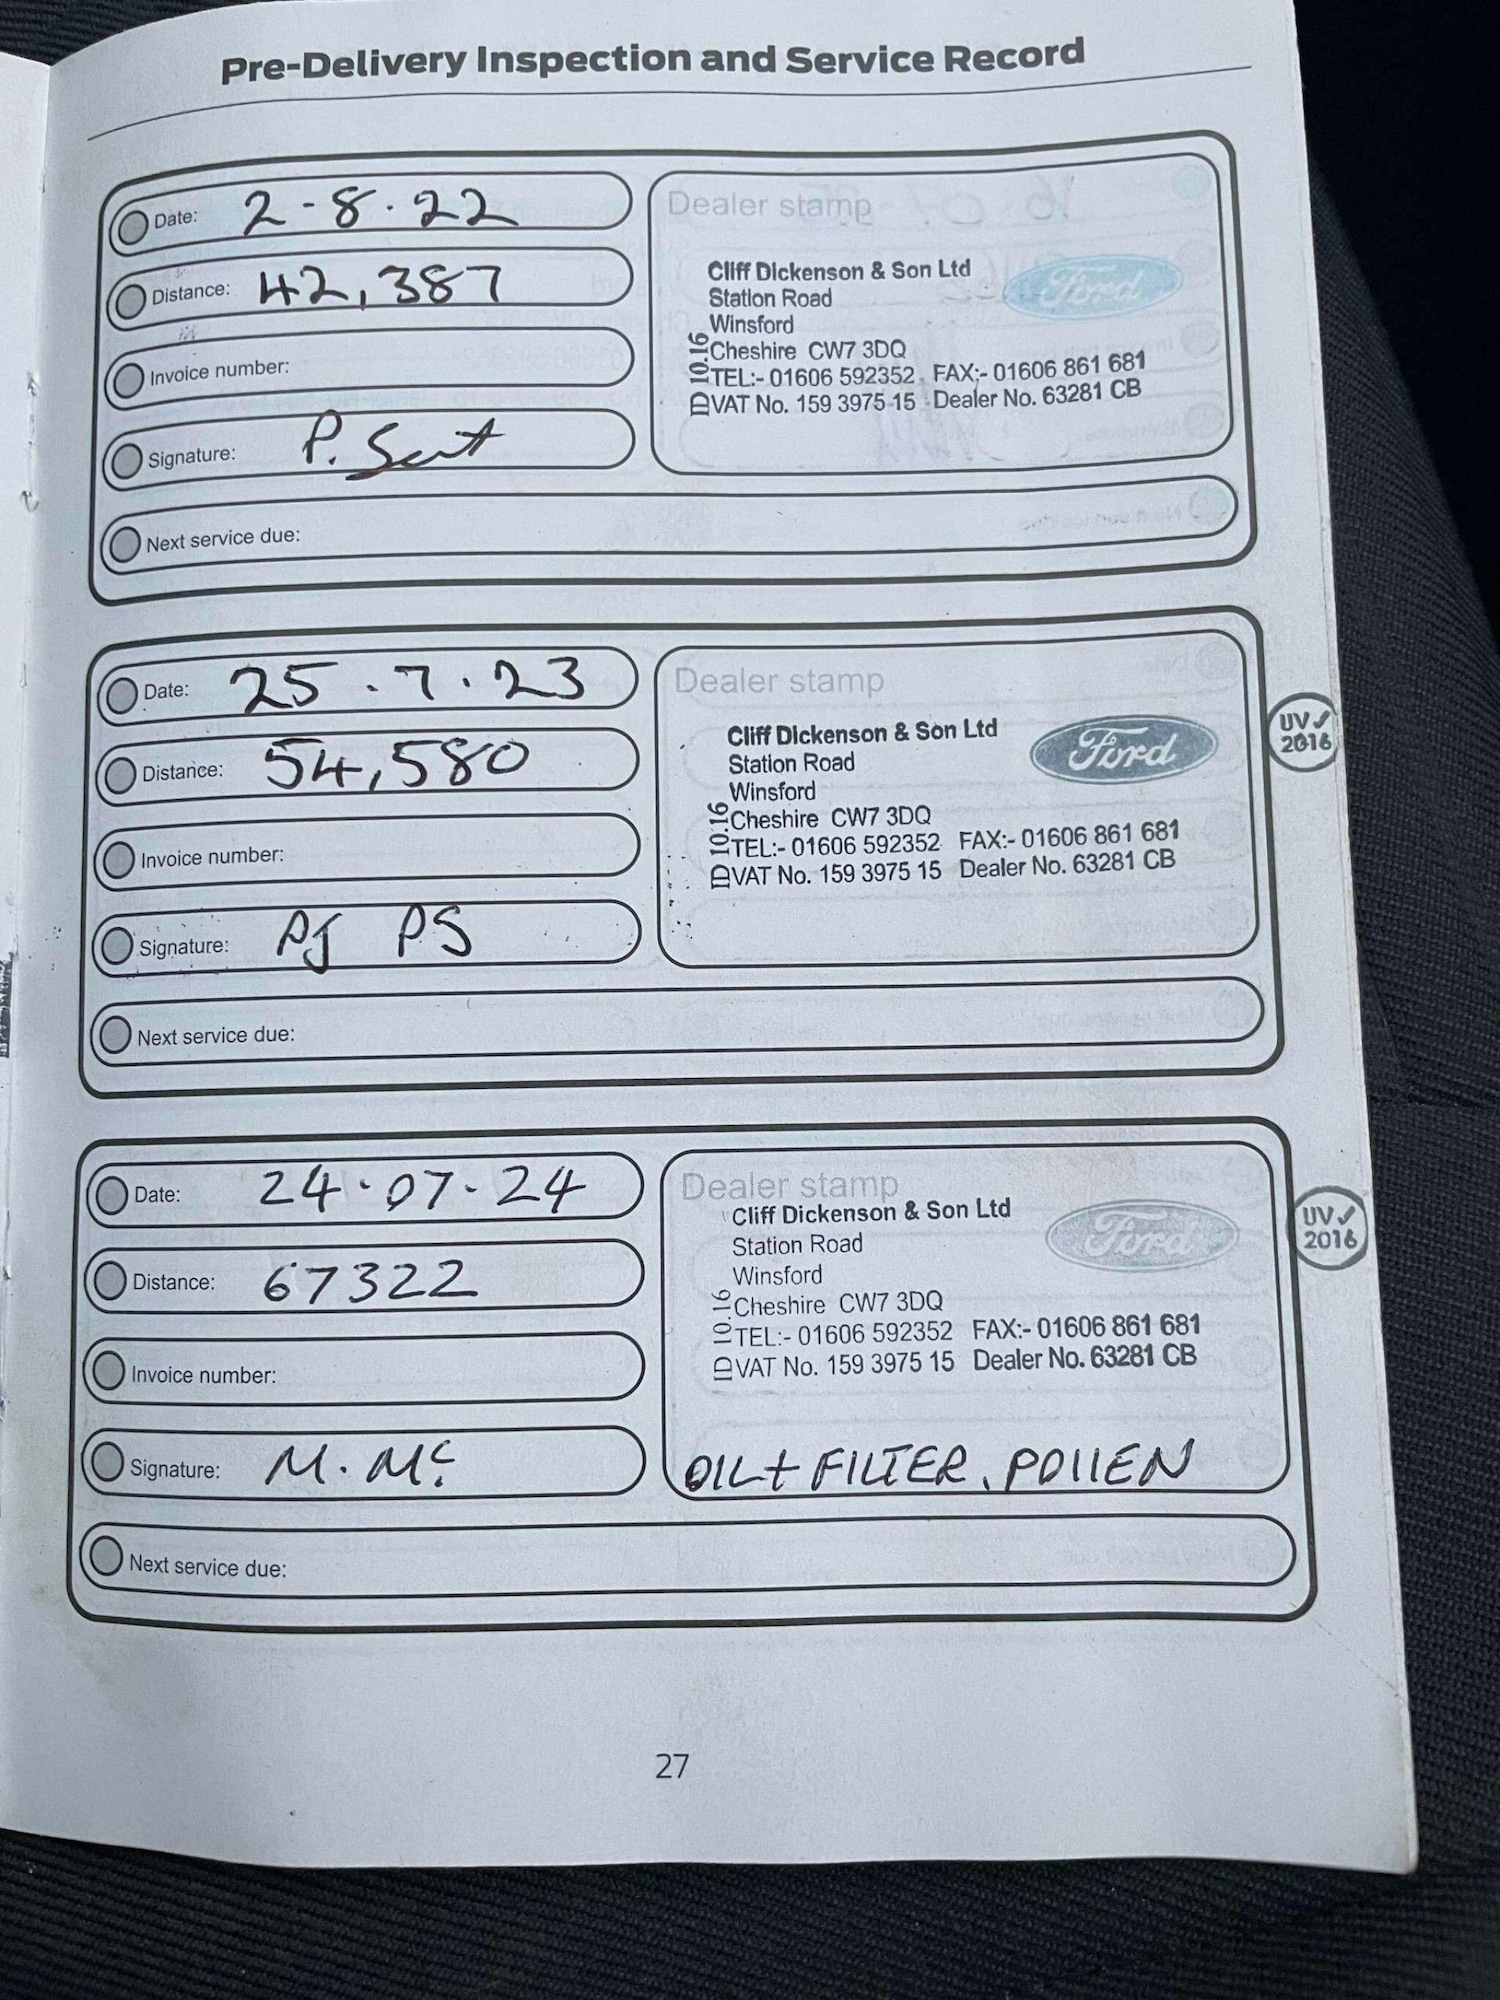 Pre-Delivery Inspection and Service Record
Date: 2-8.22
Distance: 42,387
Invoice number:
Signature: P.
Next service due:
Dealer stamp
Cliff Dickenson & Son Ltd
Station Road
Winsford
Cheshire CW7 3DQ
TEL:- 01606 592352 FAX:- 01606 861 681
VAT No. 159 3975 15 Dealer No. 63281 CB
ID 10.16
Ford
Date: 25.7.23
Distance: 54,580
Invoice number:
Signature: PJ PS
Next service due:
Dealer stamp
Cliff Dickenson & Son Ltd
Station Road
Winsford
Cheshire CW7 3DQ
TEL:- 01606 592352 FAX:- 01606 861 681
VAT No. 159 3975 15 Dealer No. 63281 CB
ID 10.16
Ford
UV✓
2016
Date: 24.07.24
Distance: 67322
Invoice number:
Signature: M. Mc
Next service due:
Dealer stamp
Cliff Dickenson & Son Ltd
Station Road
Winsford
Cheshire CW7 3DQ
TEL:- 01606 592352 FAX:- 01606 861 681
VAT No. 159 3975 15 Dealer No. 63281 CB
ID 10.16
Ford
OIL+ FILTER, POLLEN
UV✓
2016
27